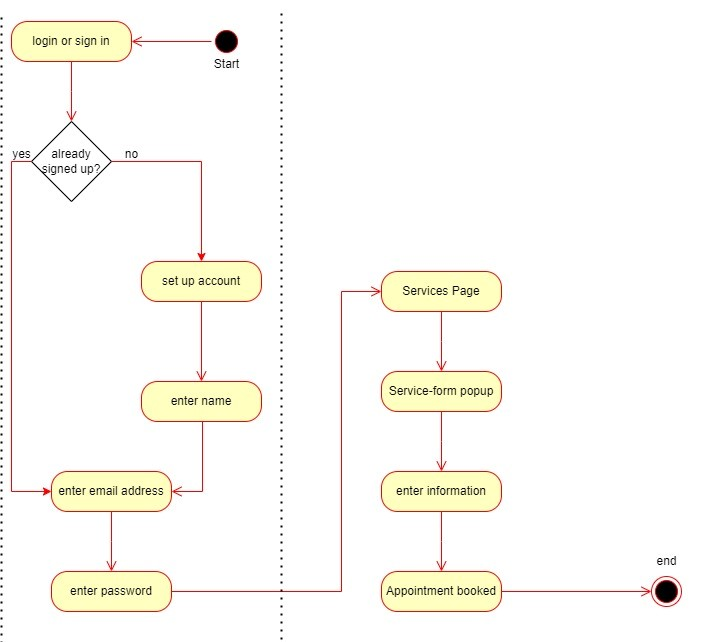 login or sign in
Start
yes
already
signed up?
no
set up account
enter name
enter email address
enter password
Services Page
Service-form popup
enter information
Appointment booked
end